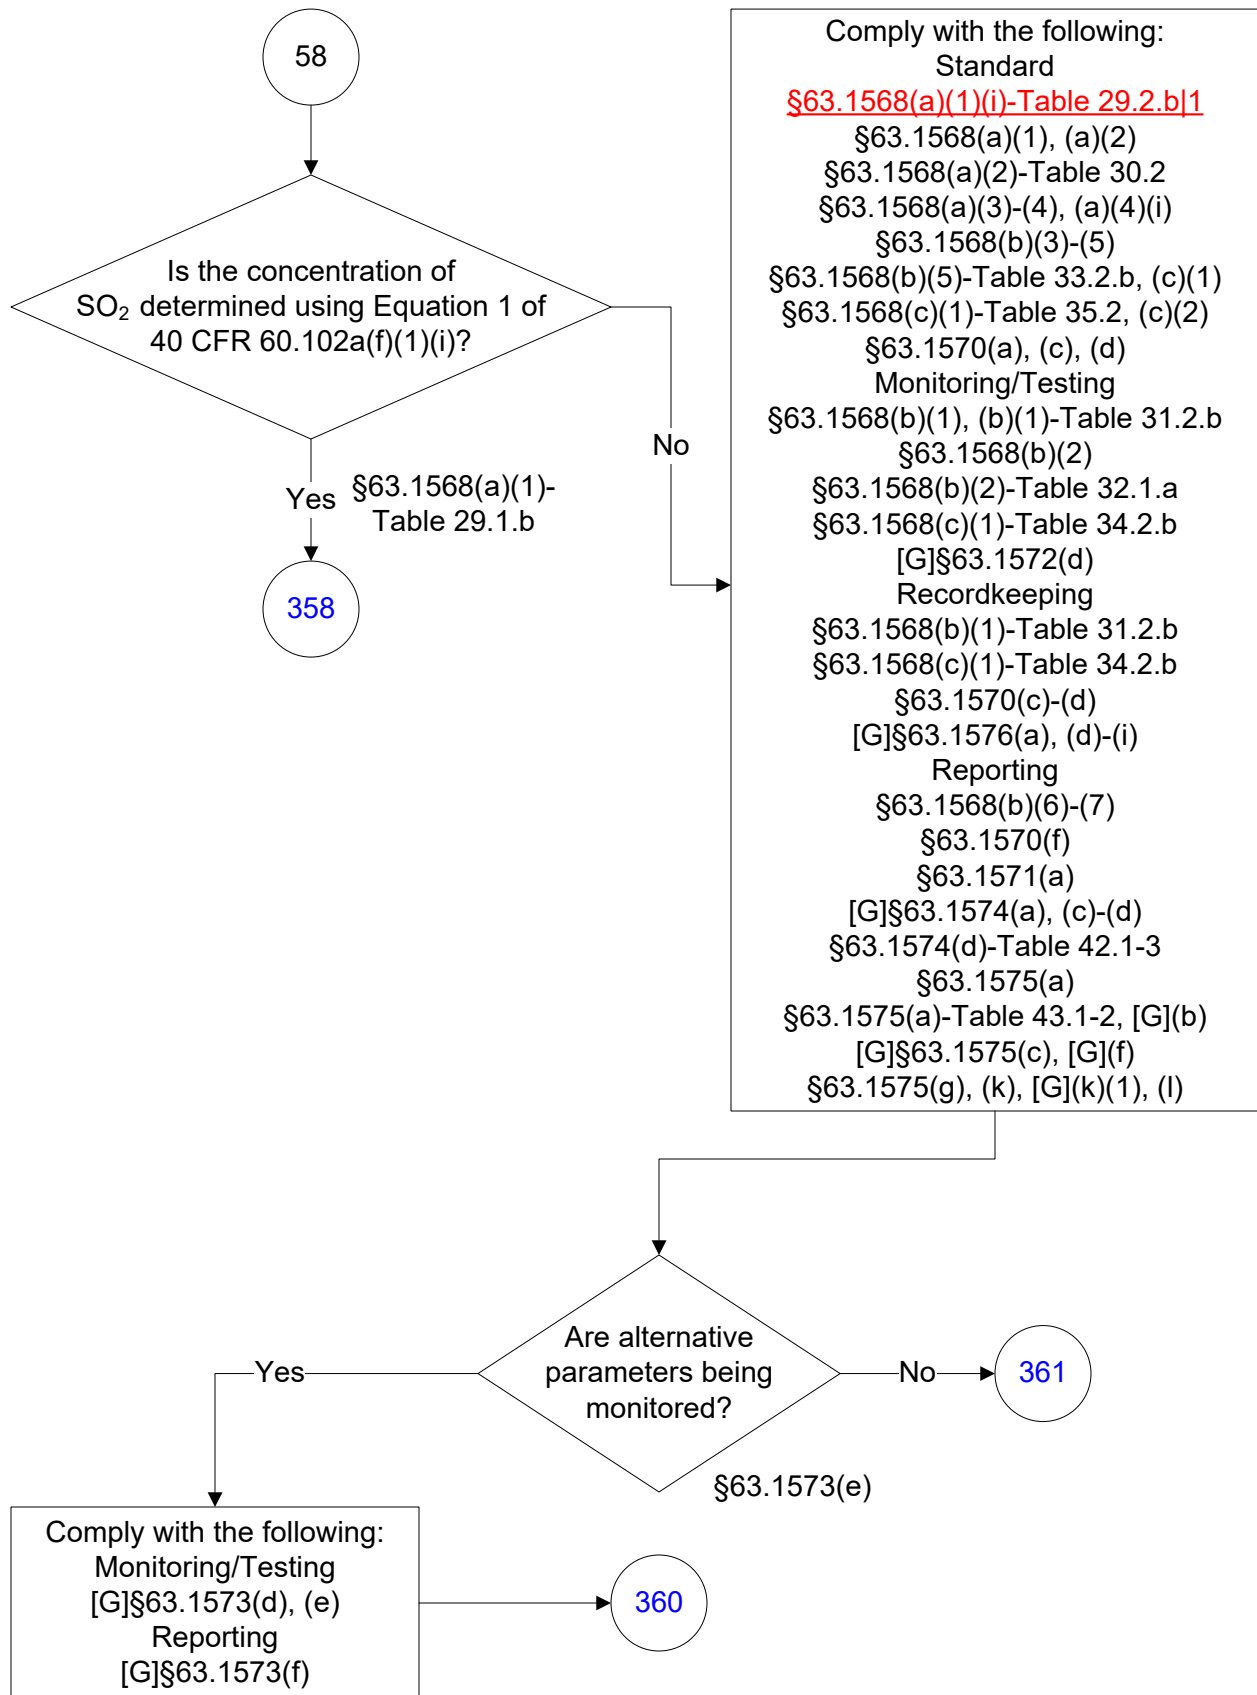 58
Is the concentration of
SO₂ determined using Equation 1 of
40 CFR 60.102a(f)(1)(i)?
Yes
§63.1568(a)(1)-
Table 29.1.b
358
No
Comply with the following:
Standard
§63.1568(a)(1)(i)-Table 29.2.b|1
§63.1568(a)(1), (a)(2)
§63.1568(a)(2)-Table 30.2
§63.1568(a)(3)-(4), (a)(4)(i)
§63.1568(b)(3)-(5)
§63.1568(b)(5)-Table 33.2.b, (c)(1)
§63.1568(c)(1)-Table 35.2, (c)(2)
§63.1570(a), (c), (d)
Monitoring/Testing
§63.1568(b)(1), (b)(1)-Table 31.2.b
§63.1568(b)(2)
§63.1568(b)(2)-Table 32.1.a
§63.1568(c)(1)-Table 34.2.b
[G]§63.1572(d)
Recordkeeping
§63.1568(b)(1)-Table 31.2.b
§63.1568(c)(1)-Table 34.2.b
§63.1570(c)-(d)
[G]§63.1576(a), (d)-(i)
Reporting
§63.1568(b)(6)-(7)
§63.1570(f)
§63.1571(a)
[G]§63.1574(a), (c)-(d)
§63.1574(d)-Table 42.1-3
§63.1575(a)
§63.1575(a)-Table 43.1-2, [G](b)
[G]§63.1575(c), [G](f)
§63.1575(g), (k), [G](k)(1), (l)
Are alternative
parameters being
monitored?
§63.1573(e)
Yes
No
361
Comply with the following:
Monitoring/Testing
[G]§63.1573(d), (e)
Reporting
[G]§63.1573(f)
360